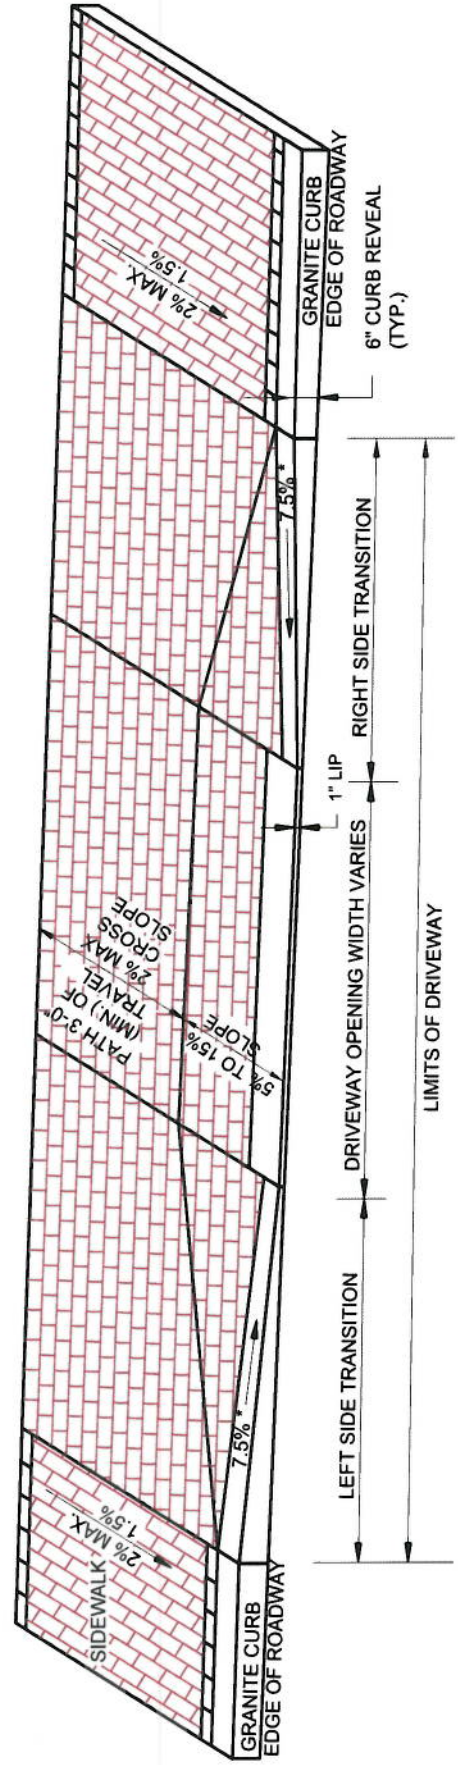 SIDEWALK
1.5%
2% MAX.
GRANITE CURB
EDGE OF ROADWAY
7.5% *
LEFT SIDE TRANSITION
PATH 3'-0"
(MIN.) OF
TRAVEL
2% MAX
CROSS
SLOPE
5% TO 15%
SLOPE
DRIVEWAY OPENING WIDTH VARIES
1" LIP
LIMITS OF DRIVEWAY
7.5% *
RIGHT SIDE TRANSITION
1.5%
2% MAX.
GRANITE CURB
EDGE OF ROADWAY
6" CURB REVEAL
(TYP.)